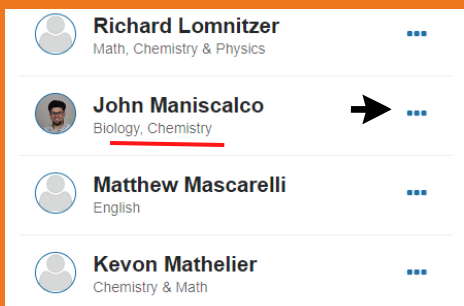 Richard Lomnitzer
Math, Chemistry & Physics
John Maniscalco
Biology, Chemistry
Matthew Mascarelli
English
Kevon Mathelier
Chemistry & Math